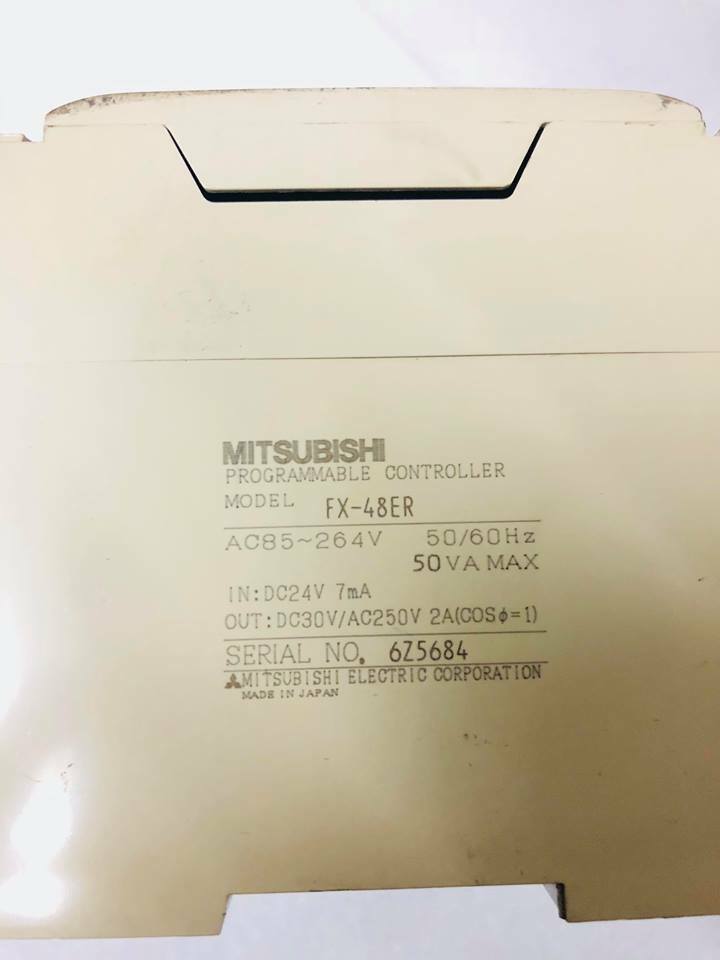 MITSUBISHI
PROGRAMMABLE CONTROLLER
MODEL FX-48ER
AC85~264V 50/60Hz
50VA MAX
IN:DC24V 7mA
OUT:DC30V/AC250V 2A(COSϕ=1)
SERIAL NO. 6Z5684
MITSUBISHI ELECTRIC CORPORATION
MADE IN JAPAN